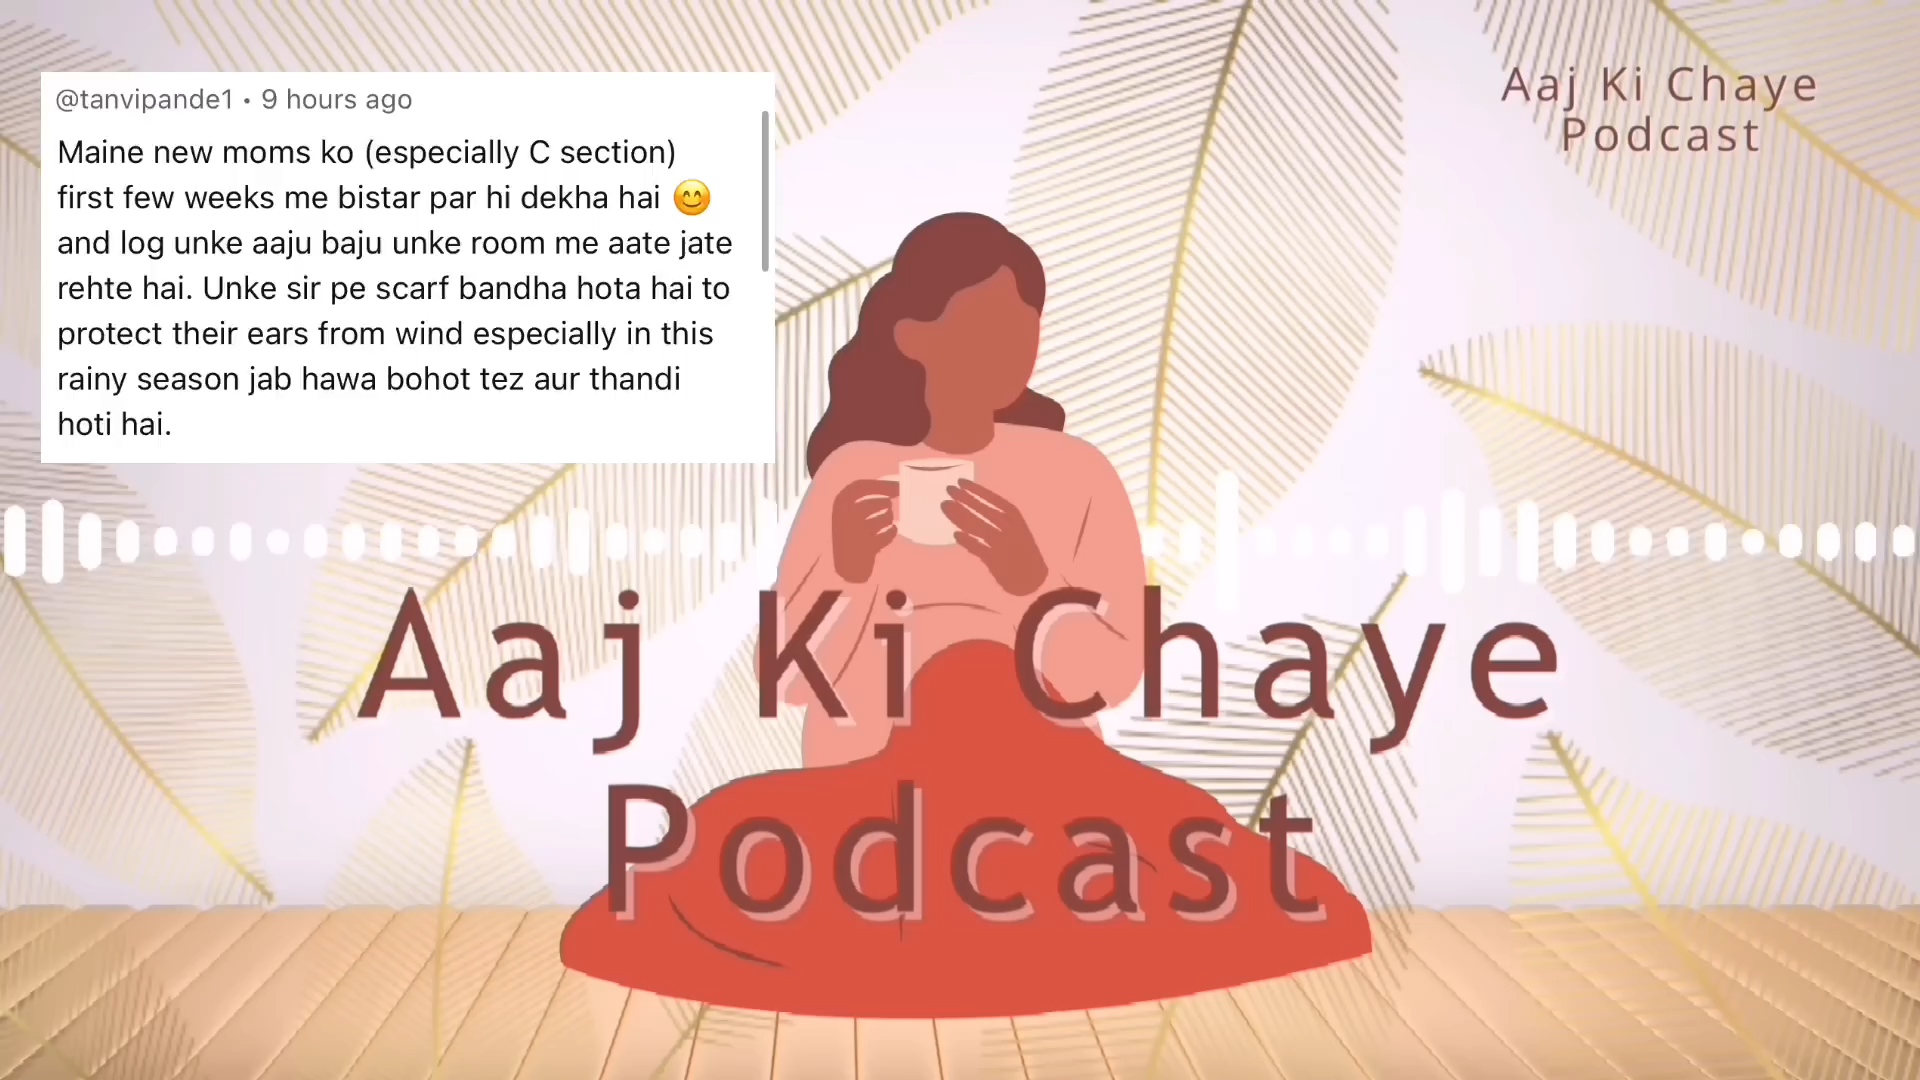 @tanvipande1 • 9 hours ago
Maine new moms ko (especially C section)
first few weeks me bistar par hi dekha hai 😊
and log unke aaju baju unke room me aate jate
rehte hai. Unke sir pe scarf bandha hota hai to
protect their ears from wind especially in this
rainy season jab hawa bohot tez aur thandi
hoti hai.
Aaj Ki Chaye
Podcast
Aaj Ki Chaye
Podcast